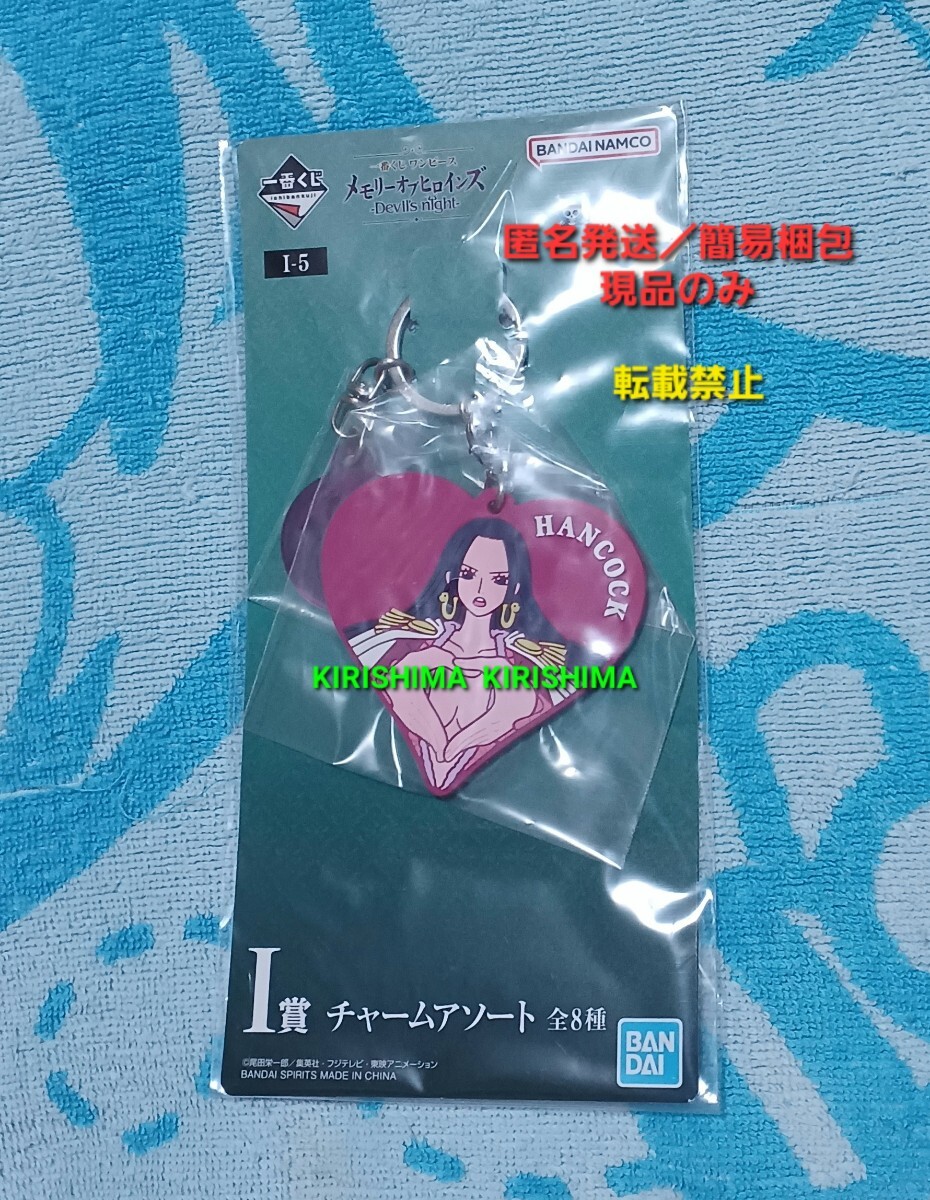 一番くじ
ichibankuji
一番くじ ワンピース
メモリーオブヒロインズ
-Devil's night-
BANDAI NAMCO
I-5
匿名発送／簡易梱包
現品のみ
転載禁止
HANCOCK
KIRISHIMA KIRISHIMA
I賞 チャームアソート 全8種
©尾田栄一郎／集英社・フジテレビ・東映アニメーション
BANDAI SPIRITS MADE IN CHINA
BAN
DAI